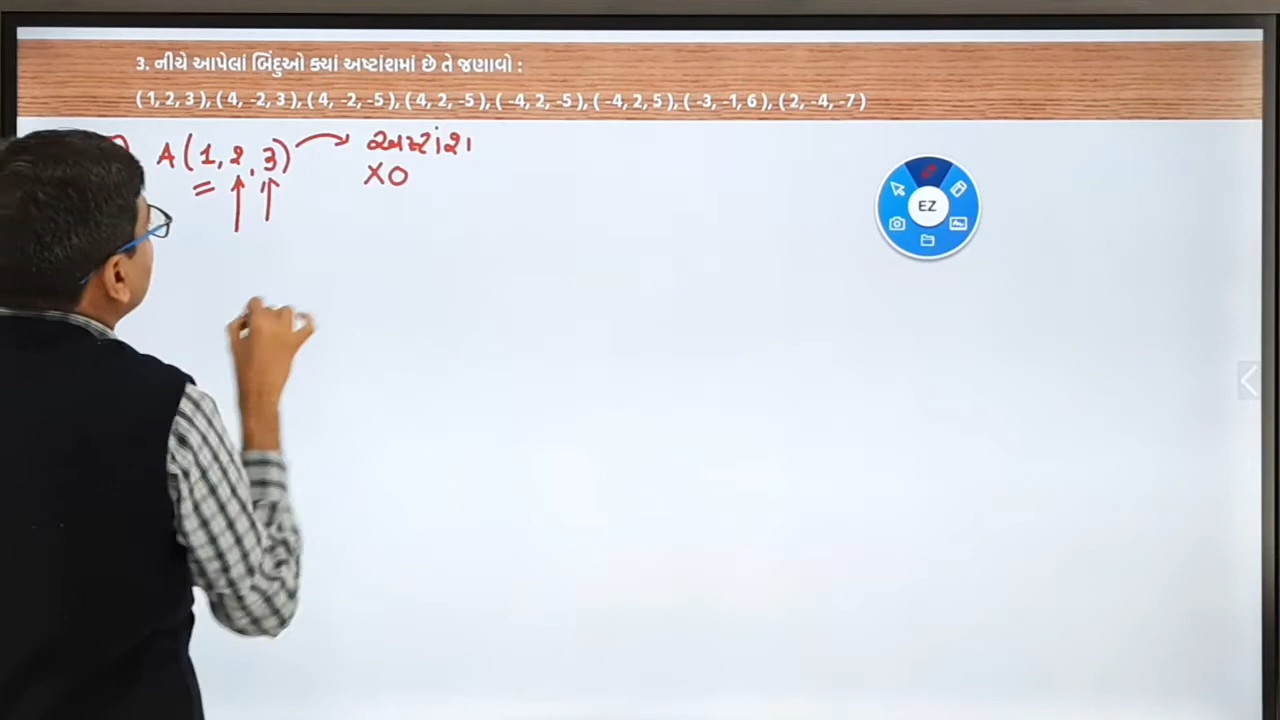 3. નીચે આપેલાં બિંદુઓ ક્યાં અષ્ટાંશમાં છે તે જણાવો :
( 1, 2, 3 ), ( 4, -2, 3 ), ( 4, -2, -5 ), ( 4, 2, -5 ), ( -4, 2, -5 ), ( -4, 2, 5 ), ( -3, -1, 6 ), ( 2, -4, -7 )
A(1, 2, 3) અષ્ટાંશ
XO
EZ